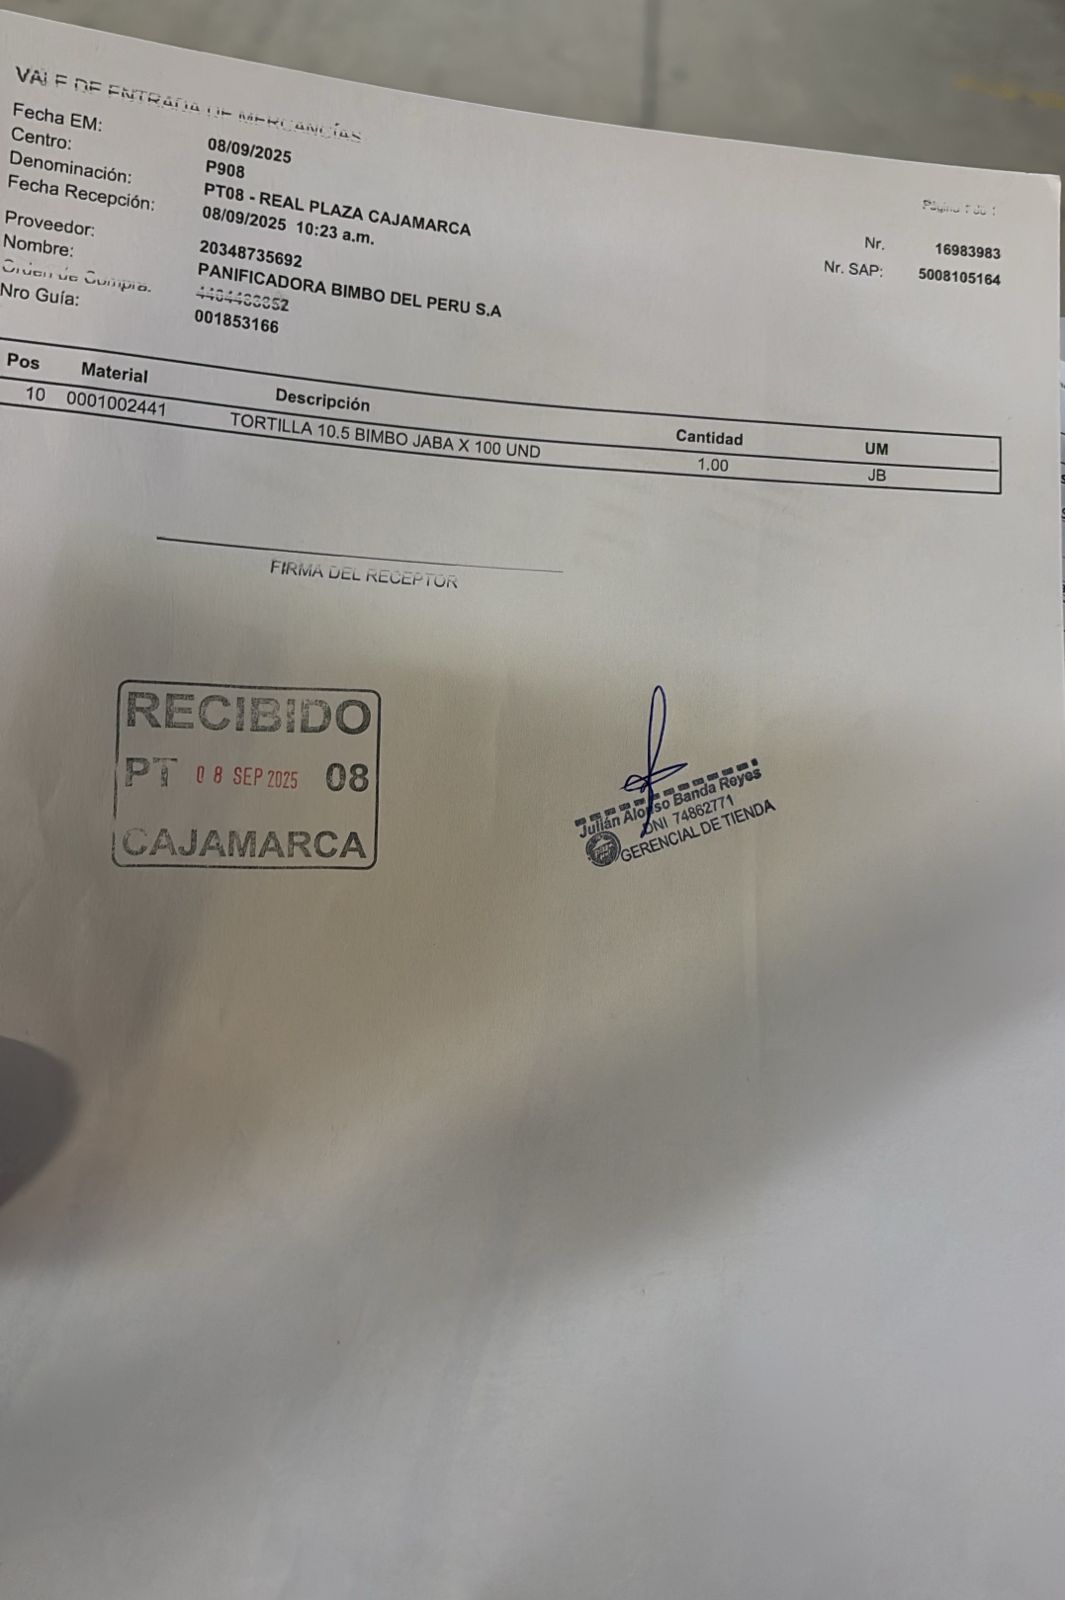 VALE DE ENTRADA DE MERCANCÍAS
Página 1 de 1
Fecha EM: 08/09/2025
Centro: P908
Denominación: PT08 - REAL PLAZA CAJAMARCA
Fecha Recepción: 08/09/2025 10:23 a.m.
Nr. 16983983
Nr. SAP: 5008105164
Proveedor: 20348735692
Nombre: PANIFICADORA BIMBO DEL PERU S.A
Orden de Compra:
Nro Guía: 001853166
Pos Material Descripción Cantidad UM
10 0001002441 TORTILLA 10.5 BIMBO JABA X 100 UND 1.00 JB
FIRMA DEL RECEPTOR
RECIBIDO
PT 08 SEP 2025 08
CAJAMARCA
Julián Alonso Banda Reyes
DNI 74862771
GERENCIAL DE TIENDA